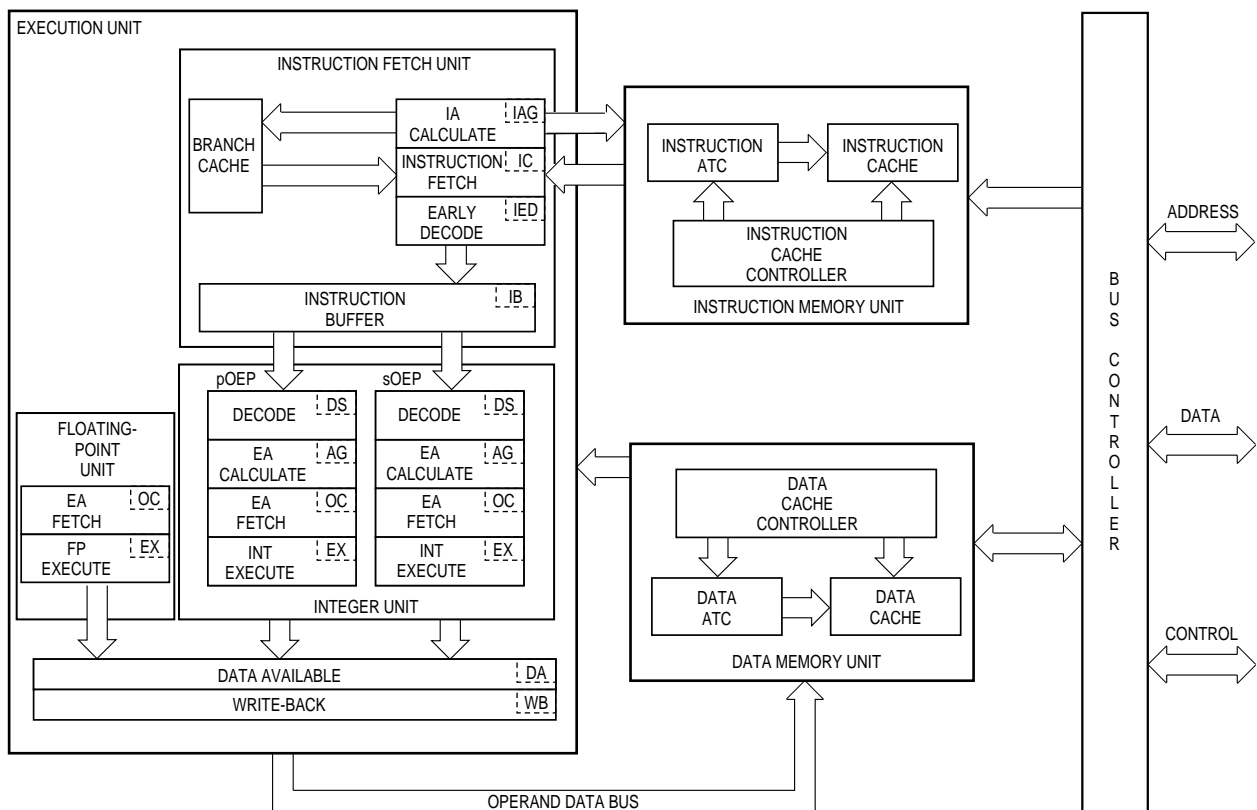 EXECUTION UNIT
INSTRUCTION FETCH UNIT
BRANCH
CACHE
IA
CALCULATE
IAG
INSTRUCTION
FETCH
IC
EARLY
DECODE
IED
INSTRUCTION
BUFFER
IB
pOEP
sOEP
DECODE
DS
EA
CALCULATE
AG
EA
FETCH
OC
INT
EXECUTE
EX
DECODE
DS
EA
CALCULATE
AG
EA
FETCH
OC
INT
EXECUTE
EX
INTEGER UNIT
FLOATING-
POINT
UNIT
EA
FETCH
OC
FP
EXECUTE
EX
DATA AVAILABLE
DA
WRITE-BACK
WB
INSTRUCTION
ATC
INSTRUCTION
CACHE
INSTRUCTION
CACHE
CONTROLLER
INSTRUCTION MEMORY UNIT
DATA
CACHE
CONTROLLER
DATA
ATC
DATA
CACHE
DATA MEMORY UNIT
OPERAND DATA BUS
BUS CONTROLLER
ADDRESS
DATA
CONTROL